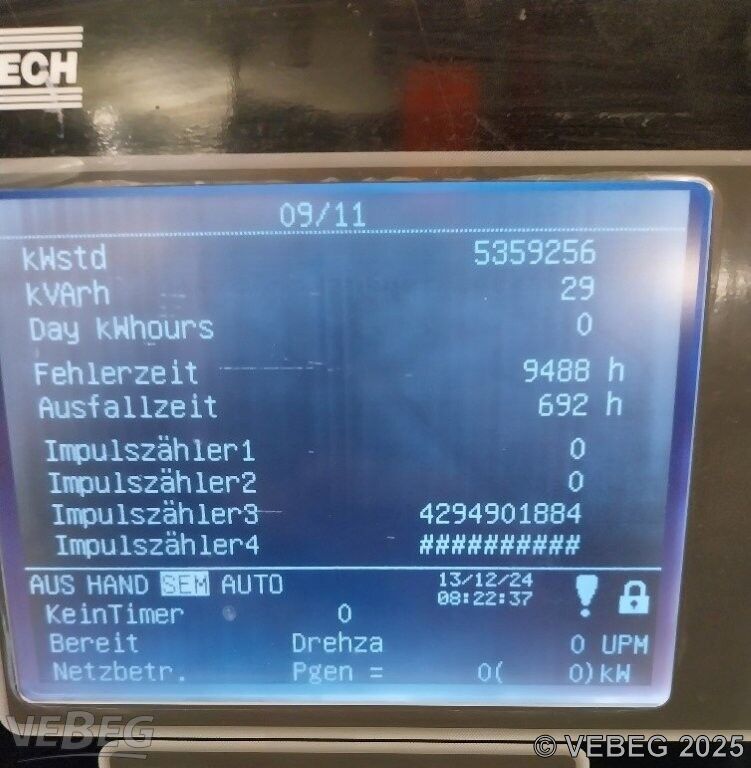 ECH
09/11
kWstd 5359256
kVArh 29
Day kWhours 0
Fehlerzeit 9488 h
Ausfallzeit 692 h
Impulszähler1 0
Impulszähler2 0
Impulszähler3 4294901884
Impulszähler4 ##########
AUS HAND SEM AUTO 13/12/24
08:22:37
KeinTimer 0
Bereit Drehza 0 UPM
Netzbetr. Pgen = 0( 0)kW
VEBEG
© VEBEG 2025